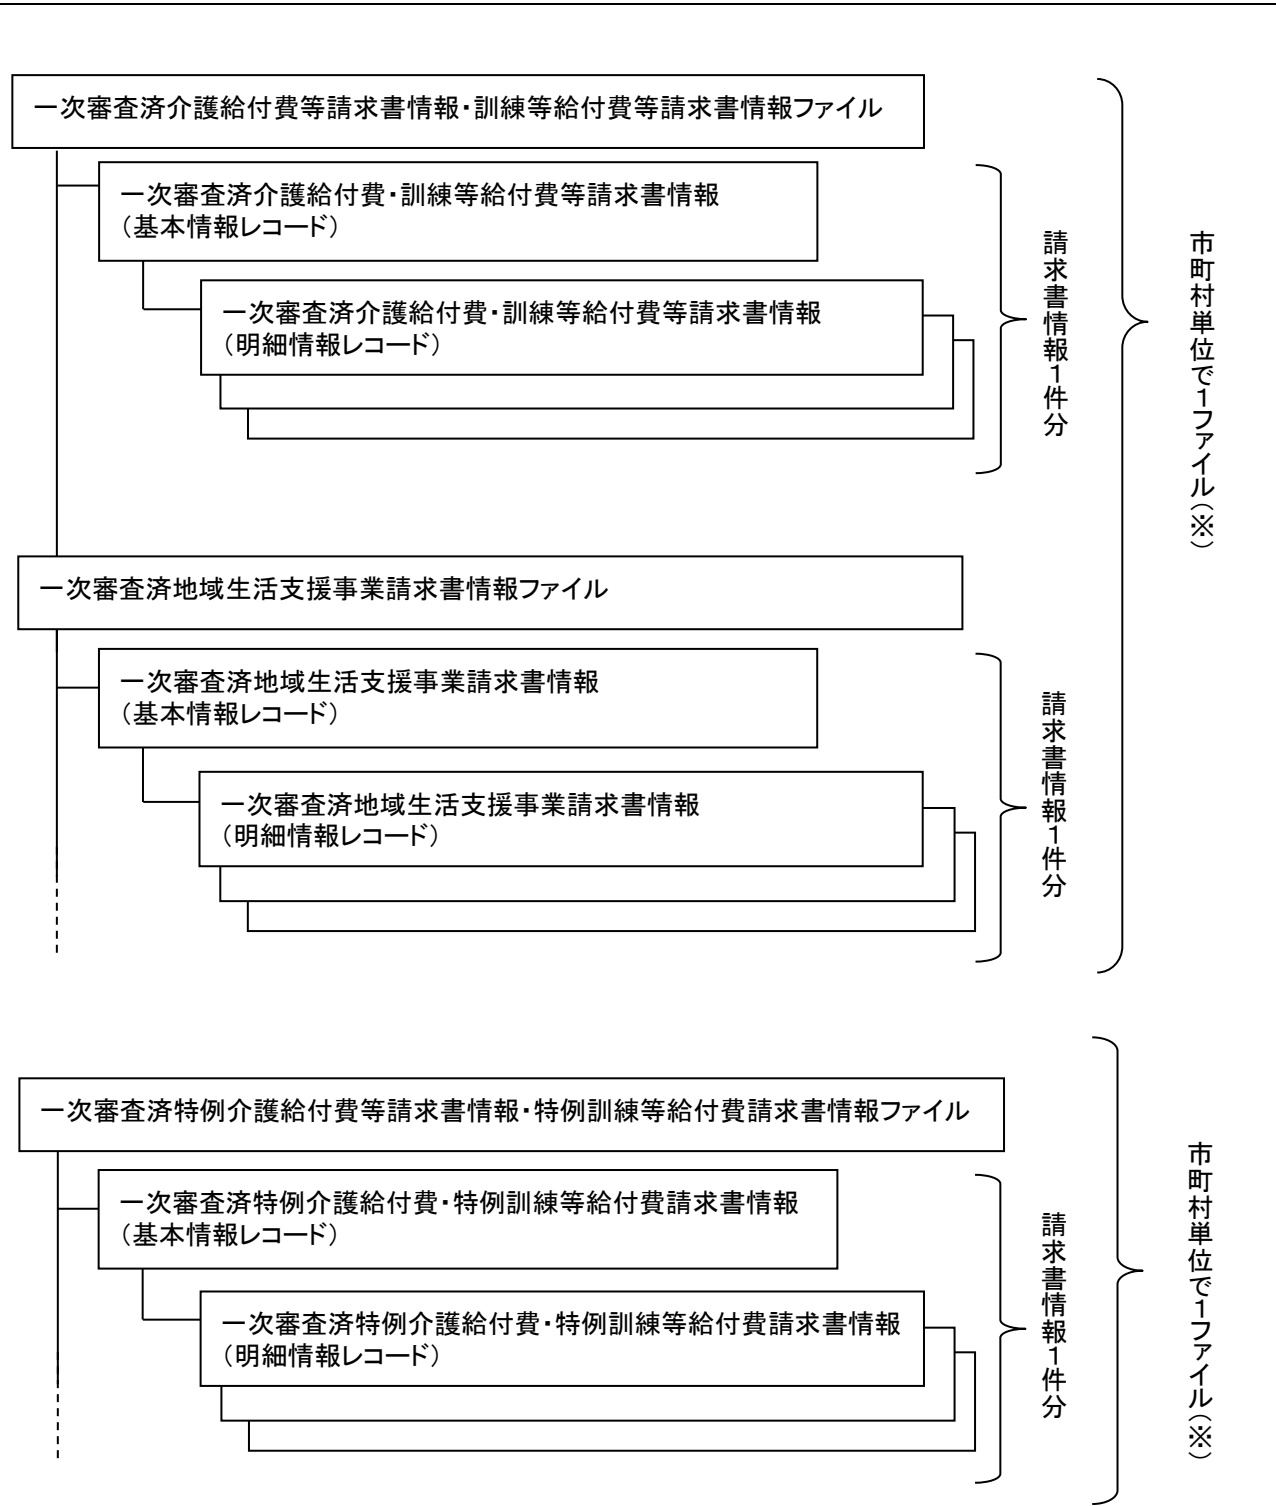 一次審査済介護給付費等請求書情報・訓練等給付費等請求書情報ファイル
一次審査済介護給付費・訓練等給付費等請求書情報
（基本情報レコード）
一次審査済介護給付費・訓練等給付費等請求書情報
（明細情報レコード）
請求書情報１件分
市町村単位で１ファイル（※）
一次審査済地域生活支援事業請求書情報ファイル
一次審査済地域生活支援事業請求書情報
（基本情報レコード）
一次審査済地域生活支援事業請求書情報
（明細情報レコード）
請求書情報１件分
一次審査済特例介護給付費等請求書情報・特例訓練等給付費請求書情報ファイル
一次審査済特例介護給付費・特例訓練等給付費請求書情報
（基本情報レコード）
一次審査済特例介護給付費・特例訓練等給付費請求書情報
（明細情報レコード）
請求書情報１件分
市町村単位で１ファイル（※）